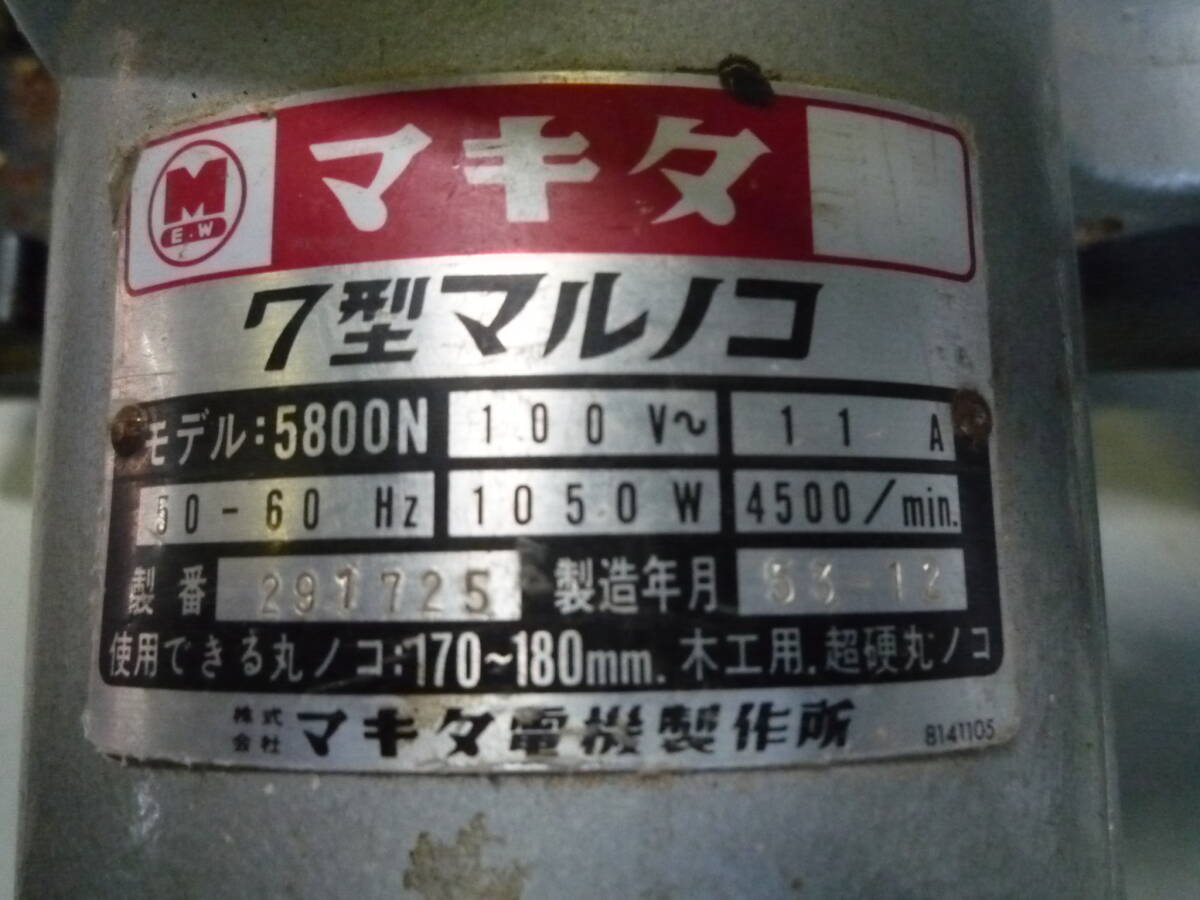 M
E.W
マキタ
7型マルノコ
モデル:5800N 100 V~ 11 A
50-60 Hz 1050 W 4500/min.
製番 291725 製造年月 53-12
使用できる丸ノコ:170~180mm. 木工用. 超硬丸ノコ
株式会社 マキタ電機製作所 8141105